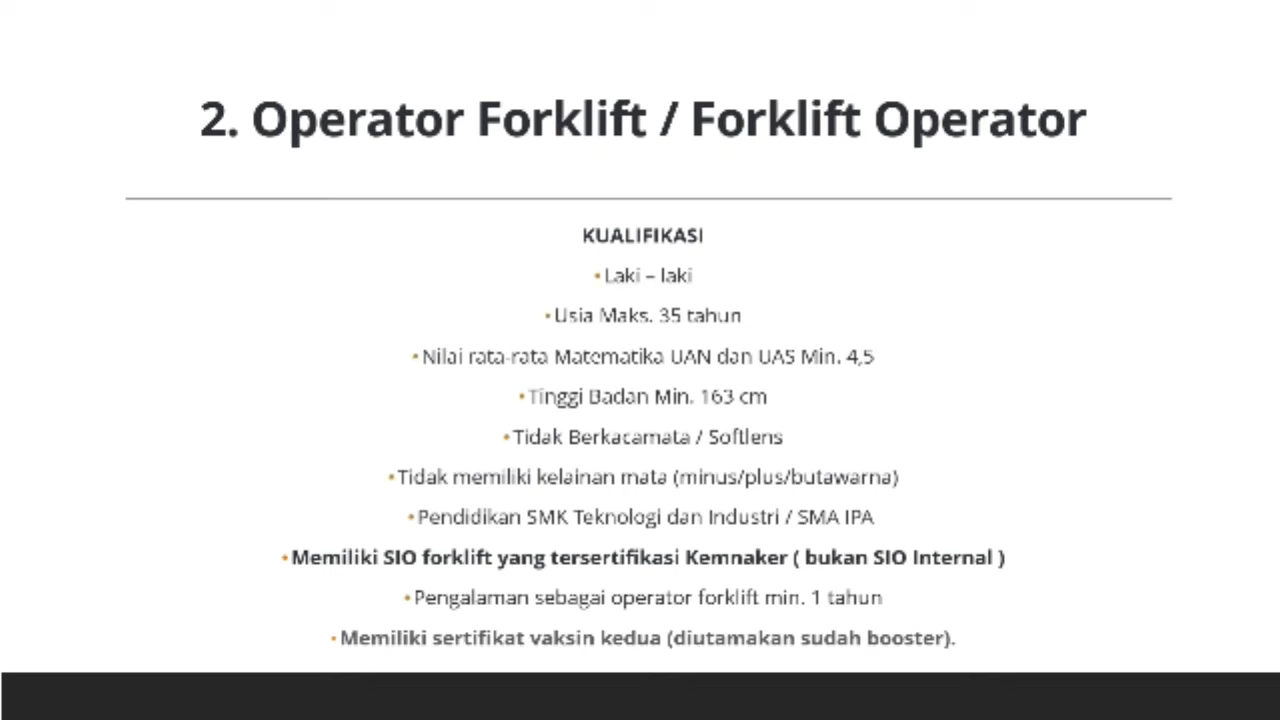 2. Operator Forklift / Forklift Operator
KUALIFIKASI
•Laki – laki
•Usia Maks. 35 tahun
•Nilai rata-rata Matematika UAN dan UAS Min. 4,5
•Tinggi Badan Min. 163 cm
•Tidak Berkacamata / Softlens
•Tidak memiliki kelainan mata (minus/plus/butawarna)
•Pendidikan SMK Teknologi dan Industri / SMA IPA
•Memiliki SIO forklift yang tersertifikasi Kemnaker ( bukan SIO Internal )
•Pengalaman sebagai operator forklift min. 1 tahun
•Memiliki sertifikat vaksin kedua (diutamakan sudah booster).